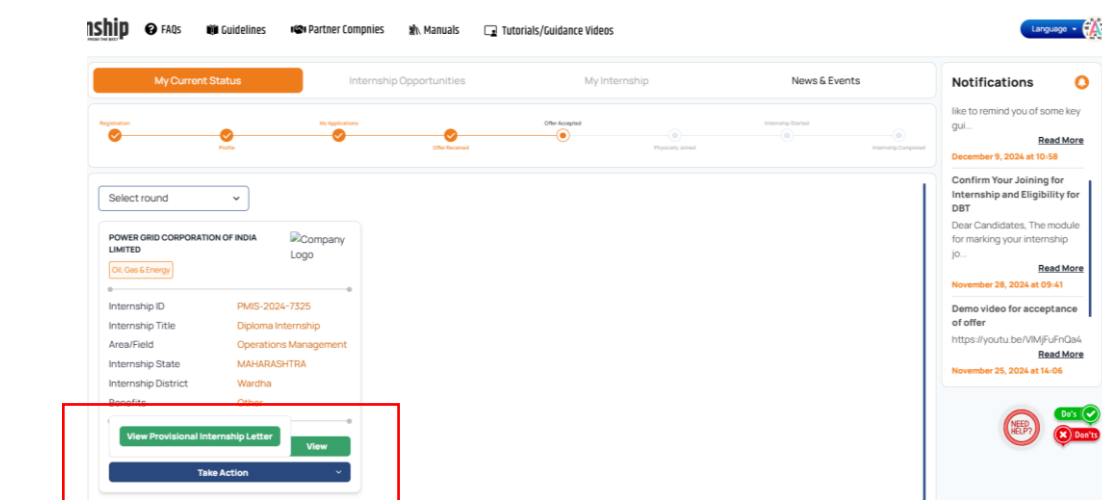 nship
FAQs
Guidelines
Partner Compnies
Manuals
Tutorials/Guidance Videos
Language
My Current Status
Internship Opportunities
My Internship
News & Events
Registration
Profile
My Applications
Offer Received
Offer Accepted
Physically Joined
Internship Started
Internship Completed
Select round
POWER GRID CORPORATION OF INDIA
LIMITED
Company
Logo
Oil, Gas & Energy
Internship ID PMIS-2024-7325
Internship Title Diploma Internship
Area/Field Operations Management
Internship State MAHARASHTRA
Internship District Wardha
Benefits Other
View Provisional Internship Letter
View
Take Action
Notifications
like to remind you of some key
gui...
Read More
December 9, 2024 at 10:58
Confirm Your Joining for
Internship and Eligibility for
DBT
Dear Candidates, The module
for marking your internship
jo...
Read More
November 28, 2024 at 09:41
Demo video for acceptance
of offer
https://youtu.be/VlMjFuFnQa4
Read More
November 25, 2024 at 14:06
NEED
HELP?
Do's
Don'ts